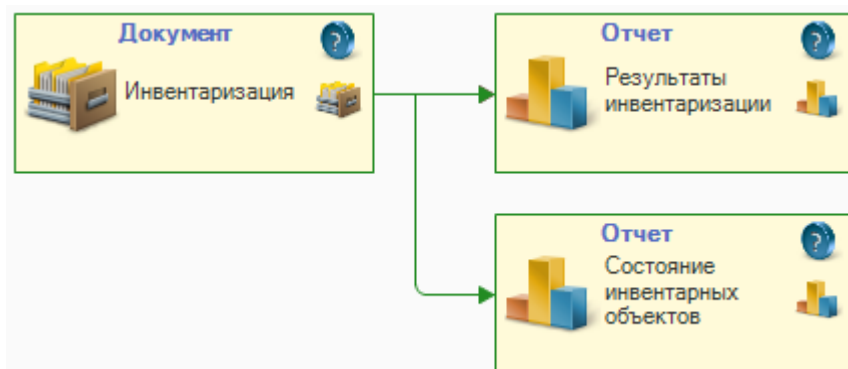 Документ
?
Инвентаризация
Отчет
?
Результаты
инвентаризации
Отчет
?
Состояние
инвентарных
объектов